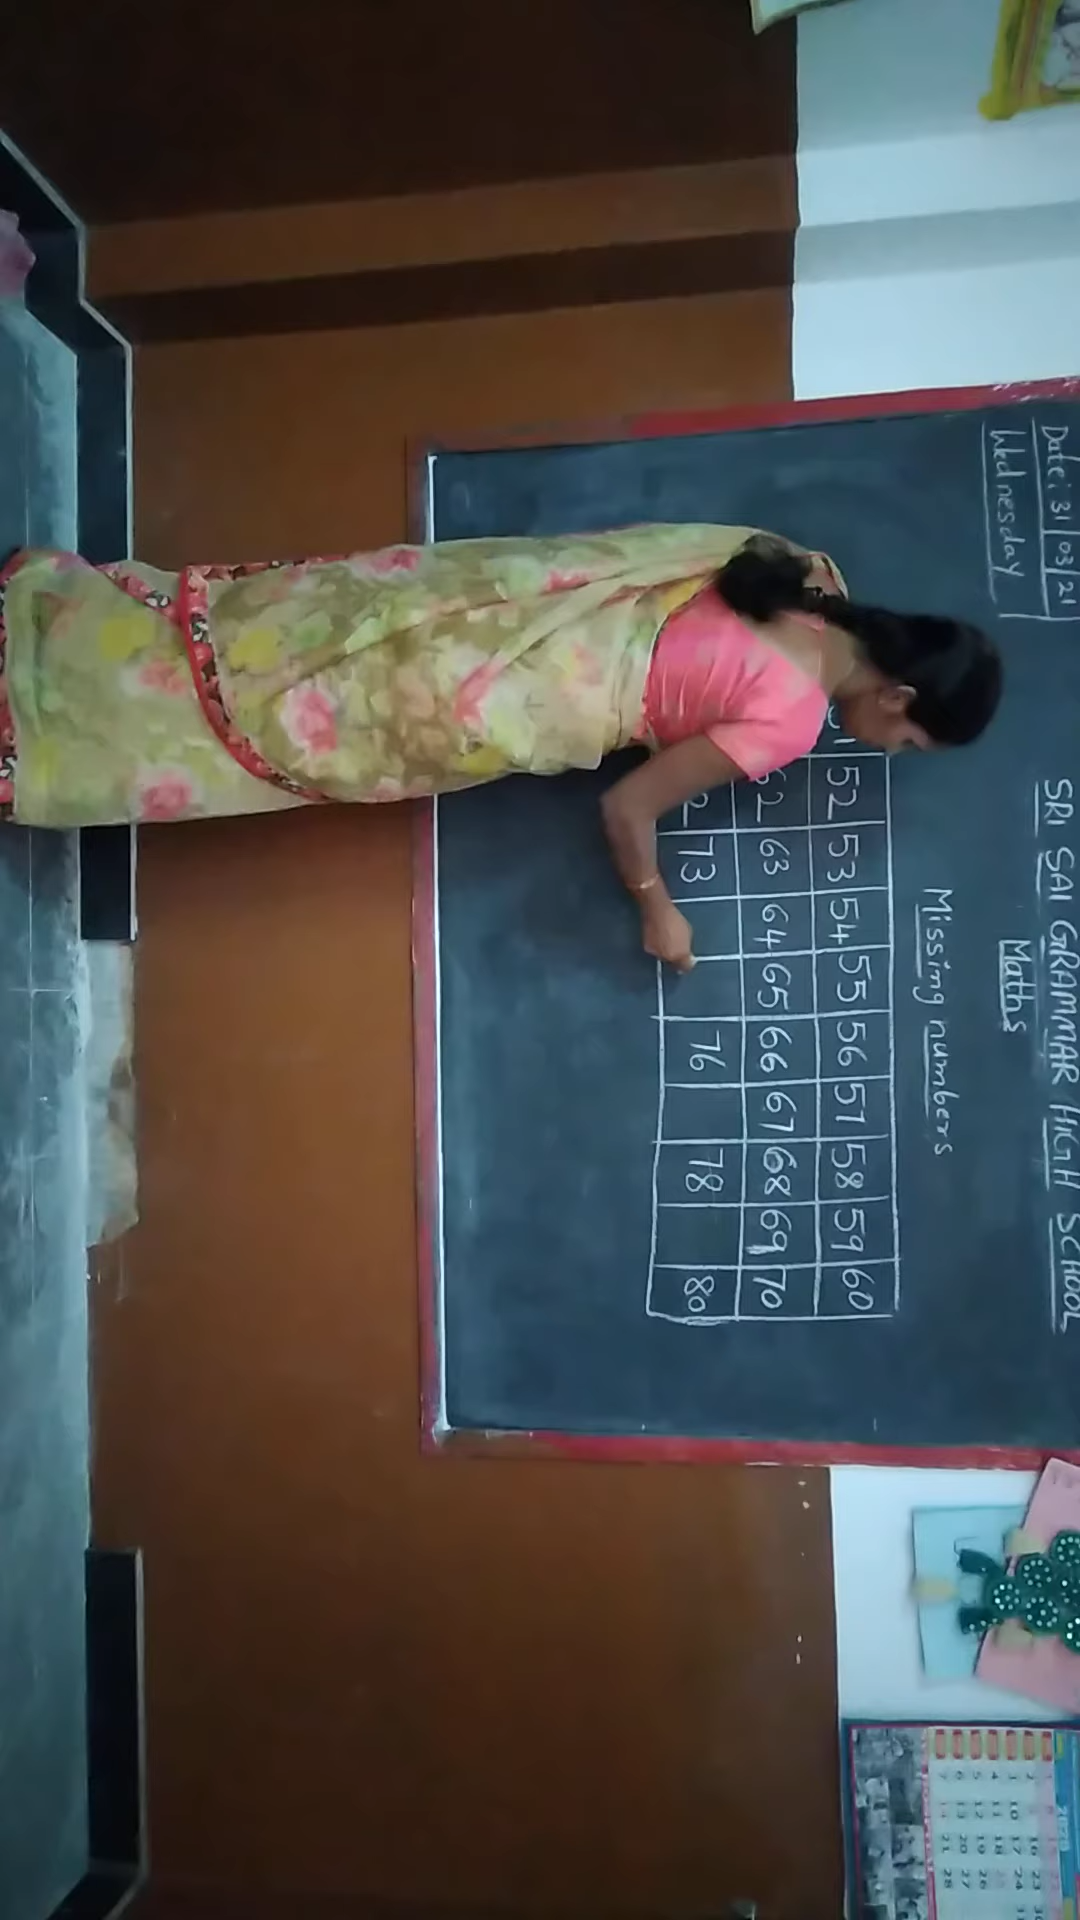 SRI SAI GRAMMAR HIGH SCHOOL
Date: 31 03 21
Wednesday
Maths
Missing numbers
52 53 54 55 56 57 58 59 60
63 64 65 66 67 68 69 70
73 76 78 80